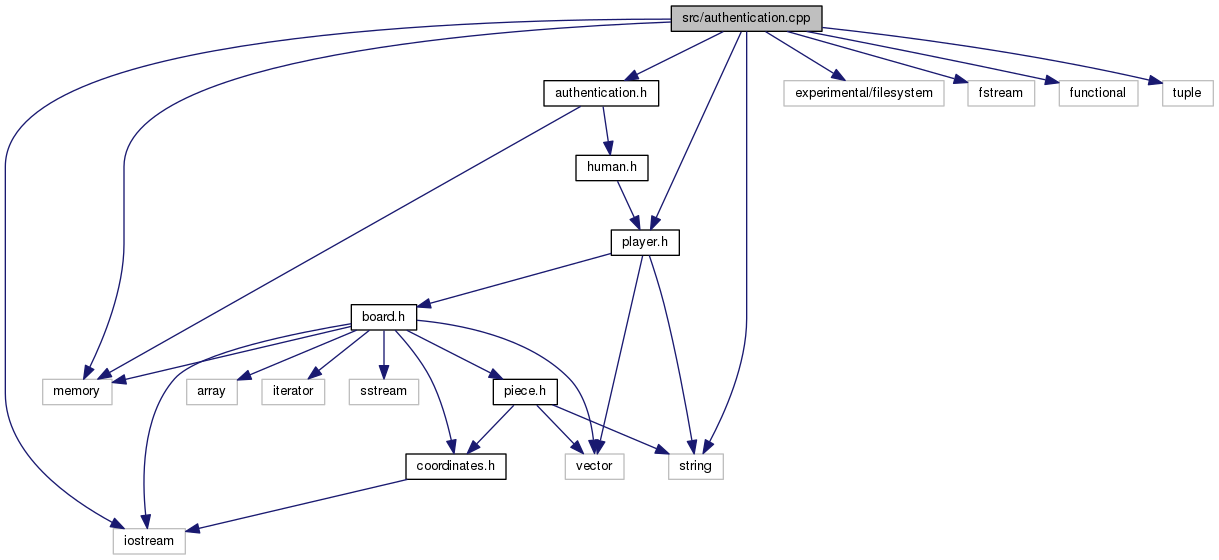 src/authentication.cpp
authentication.h
experimental/filesystem
fstream
functional
tuple
human.h
player.h
board.h
memory
array
iterator
sstream
piece.h
coordinates.h
vector
string
iostream